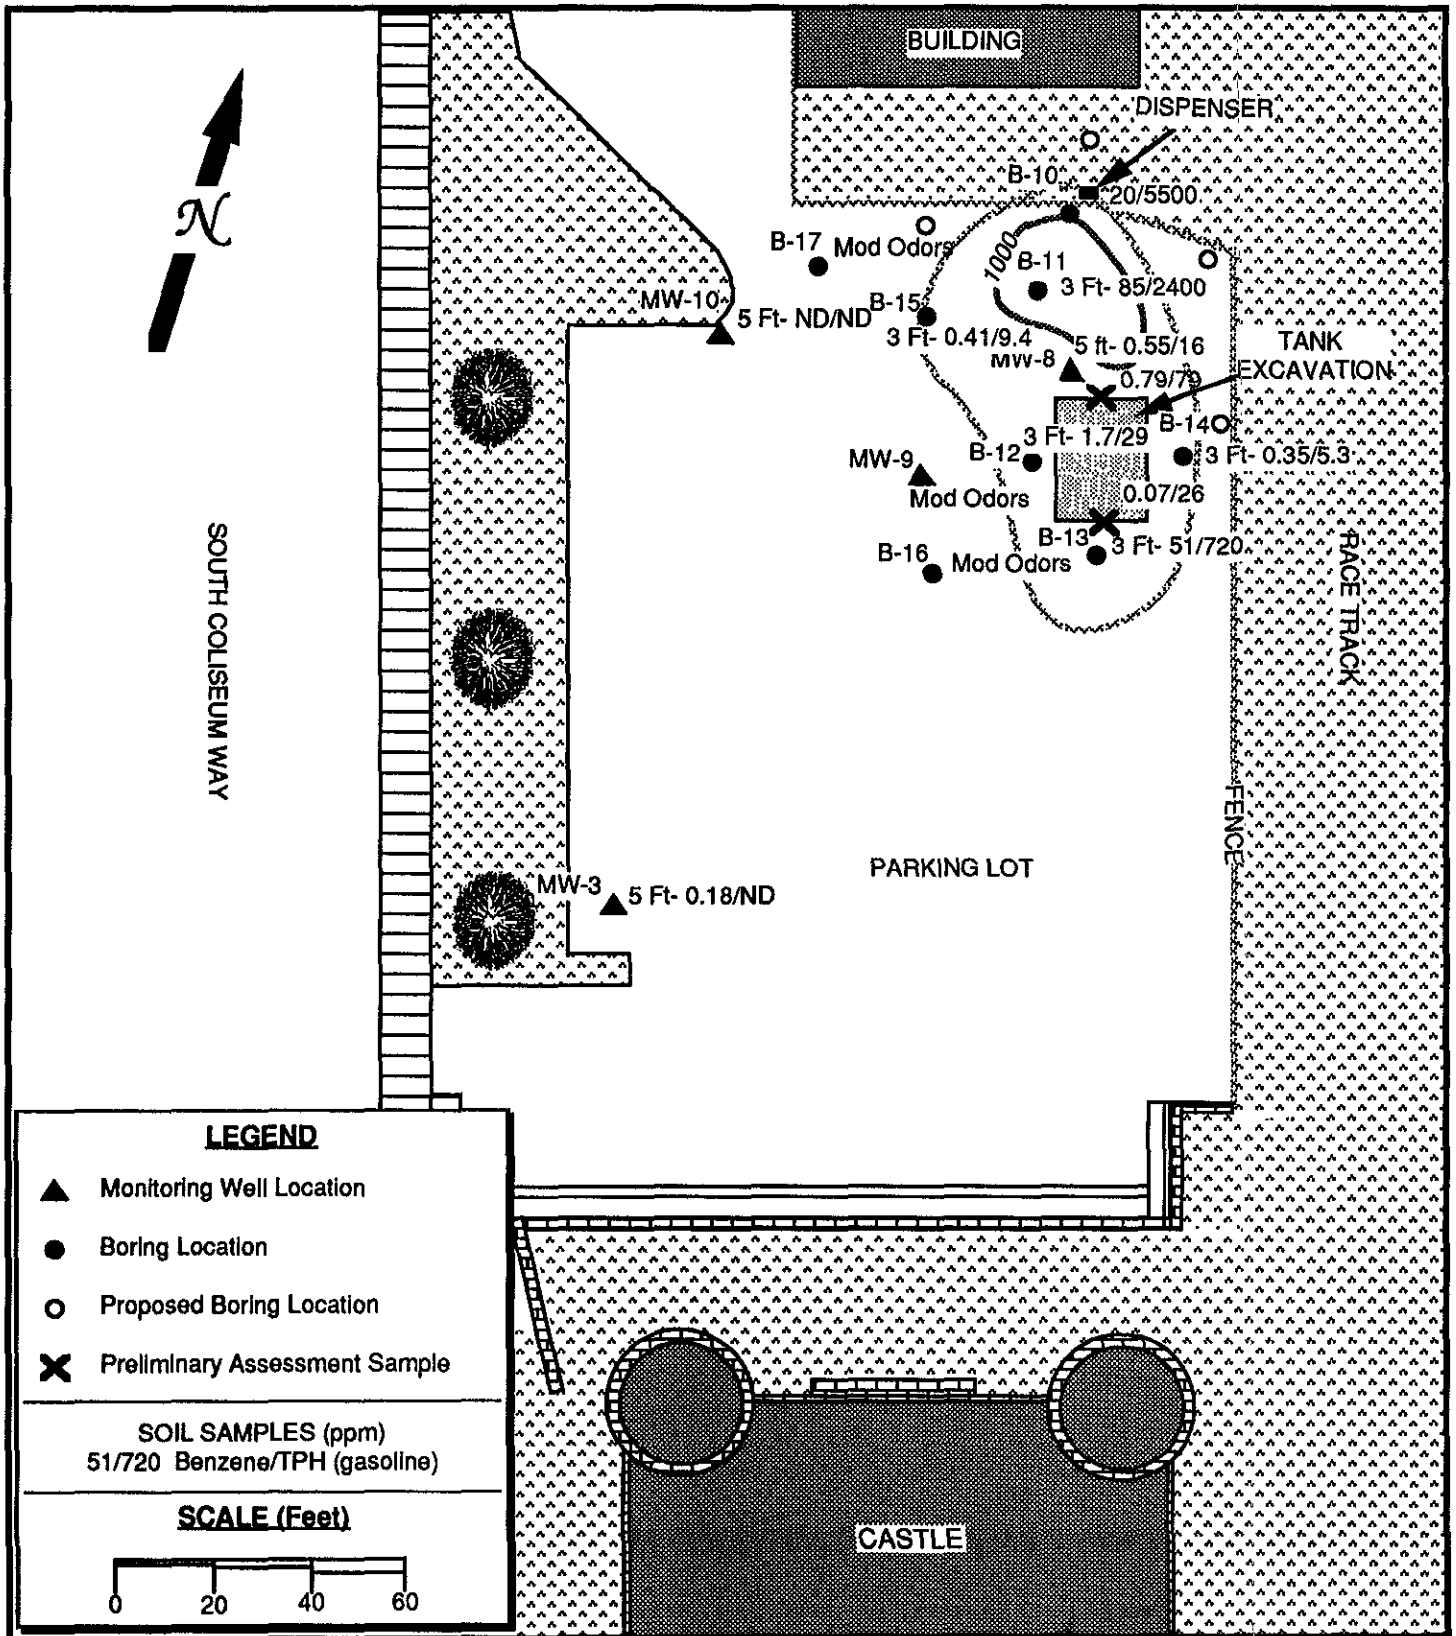 BUILDING
DISPENSER
N
B-10
20/5500
B-17
Mod Odors
1000
B-11
3 Ft- 85/2400
MW-10
5 Ft- ND/ND
B-15
3 Ft- 0.41/9.4
5 ft- 0.55/16
MW-8
TANK
EXCAVATION
0.79/79
3 Ft- 1.7/29
B-14
MW-9
B-12
3 Ft- 0.35/5.3
Mod Odors
0.07/26
B-13
3 Ft- 51/720
B-16
Mod Odors
SOUTH COLISEUM WAY
RACE TRACK
FENCE
PARKING LOT
MW-3
5 Ft- 0.18/ND
LEGEND
Monitoring Well Location
Boring Location
Proposed Boring Location
Preliminary Assessment Sample
SOIL SAMPLES (ppm)
51/720 Benzene/TPH (gasoline)
SCALE (Feet)
0 20 40 60
CASTLE